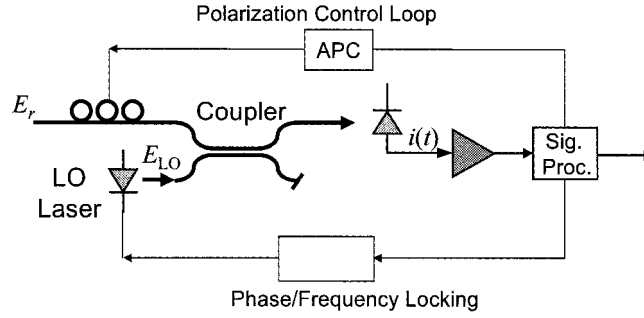 Polarization Control Loop
APC
E_r
Coupler
i(t)
E_LO
LO
Laser
Sig.
Proc.
Phase/Frequency Locking